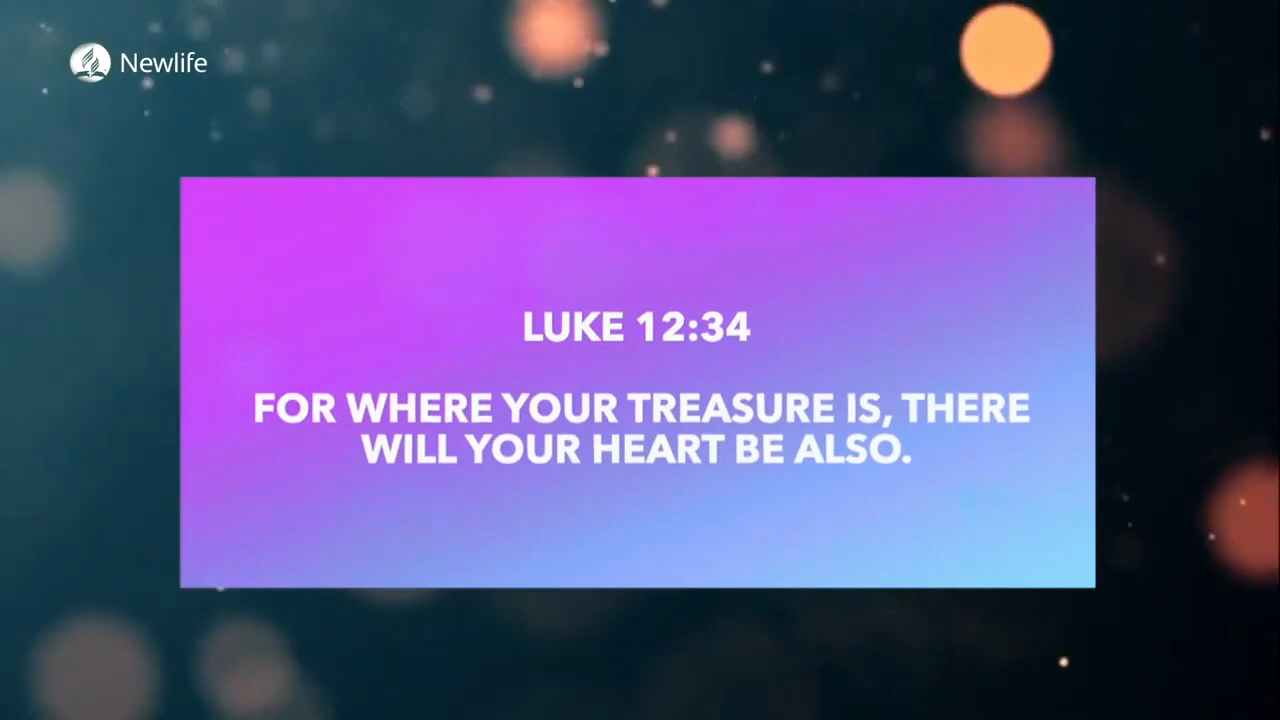 Newlife
LUKE 12:34
FOR WHERE YOUR TREASURE IS, THERE
WILL YOUR HEART BE ALSO.